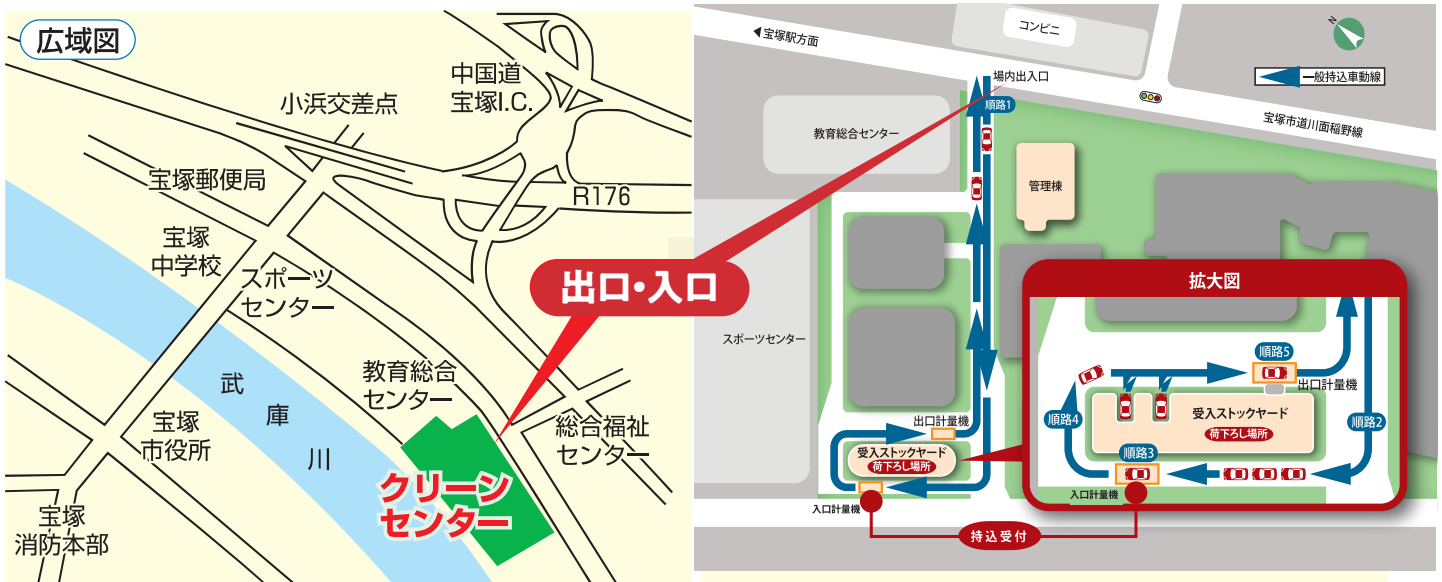 広域図
中国道
宝塚I.C.
小浜交差点
宝塚郵便局
R176
宝塚
中学校
スポーツ
センター
出口・入口
武庫川
教育総合
センター
宝塚
市役所
総合福祉
センター
クリーン
センター
宝塚
消防本部
宝塚駅方面
コンビニ
N
一般持込車動線
場内出入口
順路1
宝塚市道川面稲野線
教育総合センター
管理棟
スポーツセンター
出口計量機
受入ストックヤード
荷下ろし場所
入口計量機
持込受付
拡大図
順路5
出口計量機
受入ストックヤード
荷下ろし場所
順路4
順路2
順路3
入口計量機